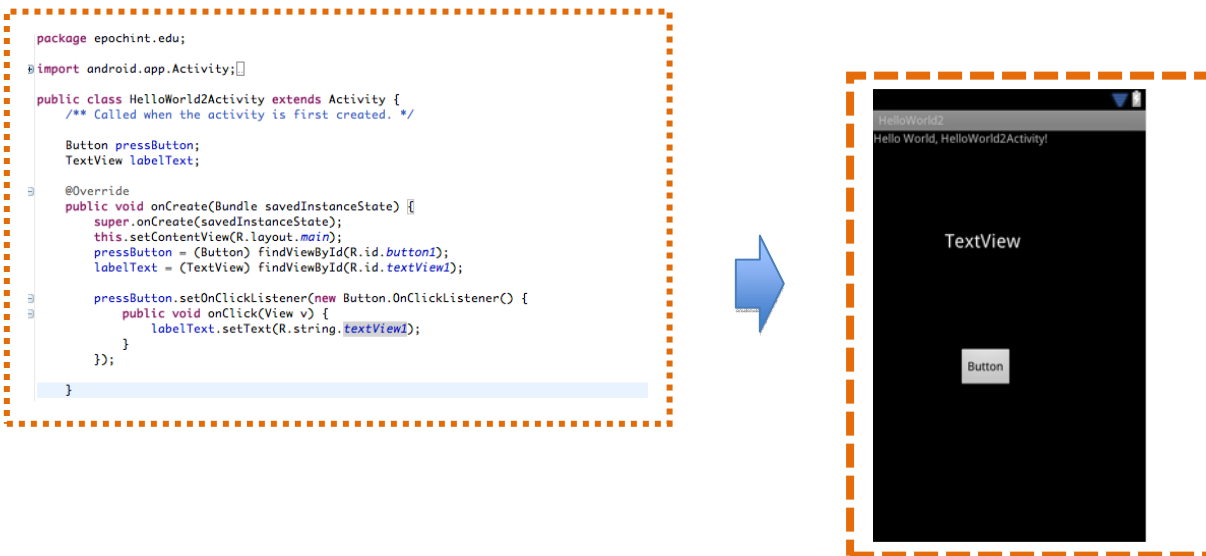 package epochint.edu;
import android.app.Activity;
public class HelloWorld2Activity extends Activity {
/** Called when the activity is first created. */
Button pressButton;
TextView labelText;
@Override
public void onCreate(Bundle savedInstanceState) {
super.onCreate(savedInstanceState);
this.setContentView(R.layout.main);
pressButton = (Button) findViewById(R.id.button1);
labelText = (TextView) findViewById(R.id.textView1);
pressButton.setOnClickListener(new Button.OnClickListener() {
public void onClick(View v) {
labelText.setText(R.string.textView1);
}
});
}
HelloWorld2
Hello World, HelloWorld2Activity!
TextView
Button